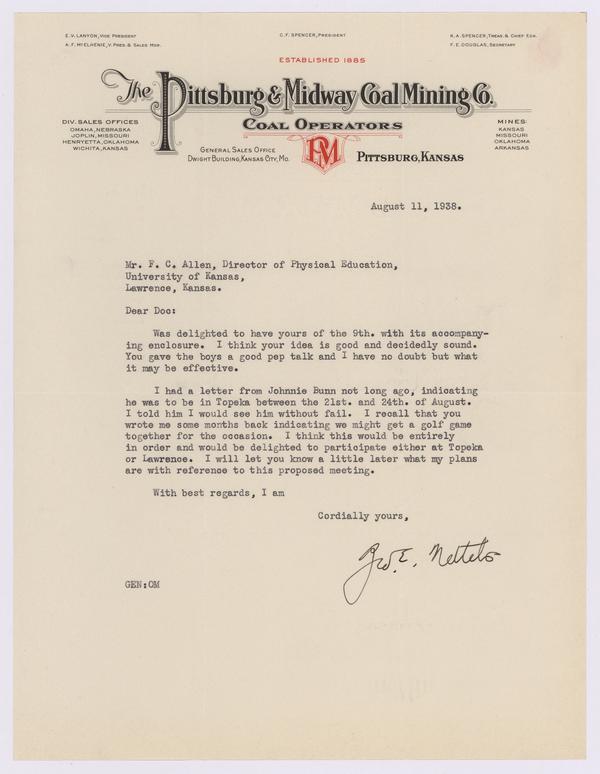 E.V. LANYON, VICE PRESIDENT
A.F. McELHENIE, V. PRES. & SALES MGR.
C.F. SPENCER, PRESIDENT
K.A. SPENCER, TREAS. & CHIEF ENG.
F.E. DOUGLAS, SECRETARY
ESTABLISHED 1885
The Pittsburg & Midway Coal Mining Co.
COAL OPERATORS
DIV. SALES OFFICES
OMAHA, NEBRASKA
JOPLIN, MISSOURI
HENRYETTA, OKLAHOMA
WICHITA, KANSAS
GENERAL SALES OFFICE
DWIGHT BUILDING, KANSAS CITY, MO.
PM
PITTSBURG, KANSAS
MINES:
KANSAS
MISSOURI
OKLAHOMA
ARKANSAS
August 11, 1938.
Mr. F. C. Allen, Director of Physical Education,
University of Kansas,
Lawrence, Kansas.
Dear Doc:
Was delighted to have yours of the 9th. with its accompany-
ing enclosure. I think your idea is good and decidedly sound.
You gave the boys a good pep talk and I have no doubt but what
it may be effective.
I had a letter from Johnnie Bunn not long ago, indicating
he was to be in Topeka between the 21st. and 24th. of August.
I told him I would see him without fail. I recall that you
wrote me some months back indicating we might get a golf game
together for the occasion. I think this would be entirely
in order and would be delighted to participate either at Topeka
or Lawrence. I will let you know a little later what my plans
are with reference to this proposed meeting.
With best regards, I am
Cordially yours,
Geo. E. Nettels
GEN:OM